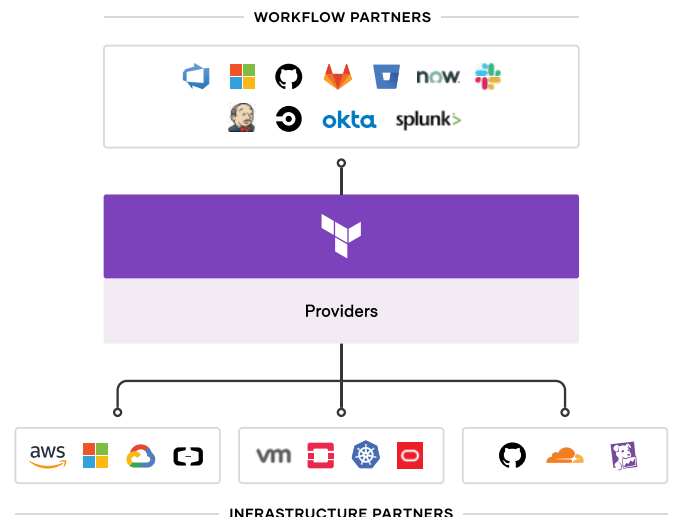 WORKFLOW PARTNERS
now
okta splunk>
Providers
aws vm
INFRASTRUCTURE PARTNERS